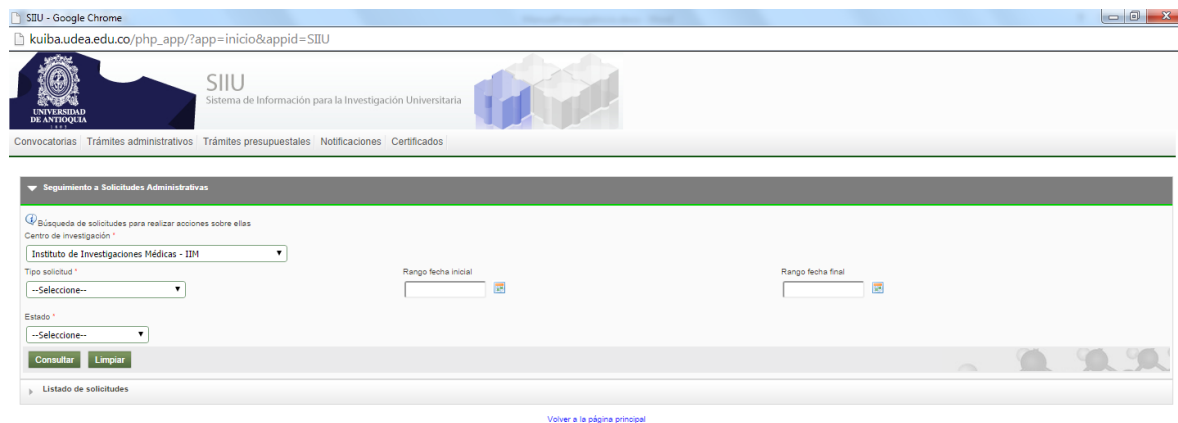 SIIU - Google Chrome
kuiba.udea.edu.co/php_app/?app=inicio&appid=SIIU
UNIVERSIDAD
DE ANTIOQUIA
1803
SIIU
Sistema de Información para la Investigación Universitaria
Convocatorias Trámites administrativos Trámites presupuestales Notificaciones Certificados
Seguimiento a Solicitudes Administrativas
Búsqueda de solicitudes para realizar acciones sobre ellas
Centro de investigación *
Instituto de Investigaciones Médicas - IIM
Tipo solicitud * Rango fecha inicial Rango fecha final
--Seleccione--
Estado *
--Seleccione--
Consultar Limpiar
Listado de solicitudes
Volver a la página principal